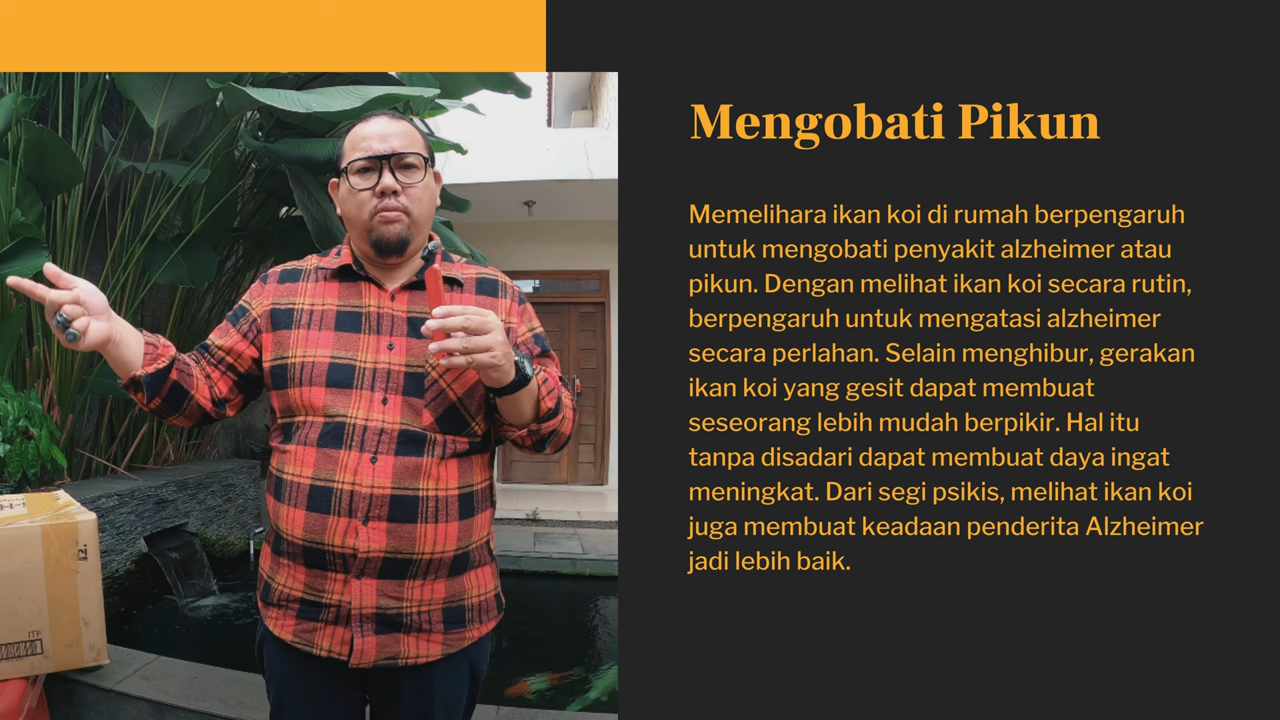 Mengobati Pikun
Memelihara ikan koi di rumah berpengaruh
untuk mengobati penyakit alzheimer atau
pikun. Dengan melihat ikan koi secara rutin,
berpengaruh untuk mengatasi alzheimer
secara perlahan. Selain menghibur, gerakan
ikan koi yang gesit dapat membuat
seseorang lebih mudah berpikir. Hal itu
tanpa disadari dapat membuat daya ingat
meningkat. Dari segi psikis, melihat ikan koi
juga membuat keadaan penderita Alzheimer
jadi lebih baik.
ITF